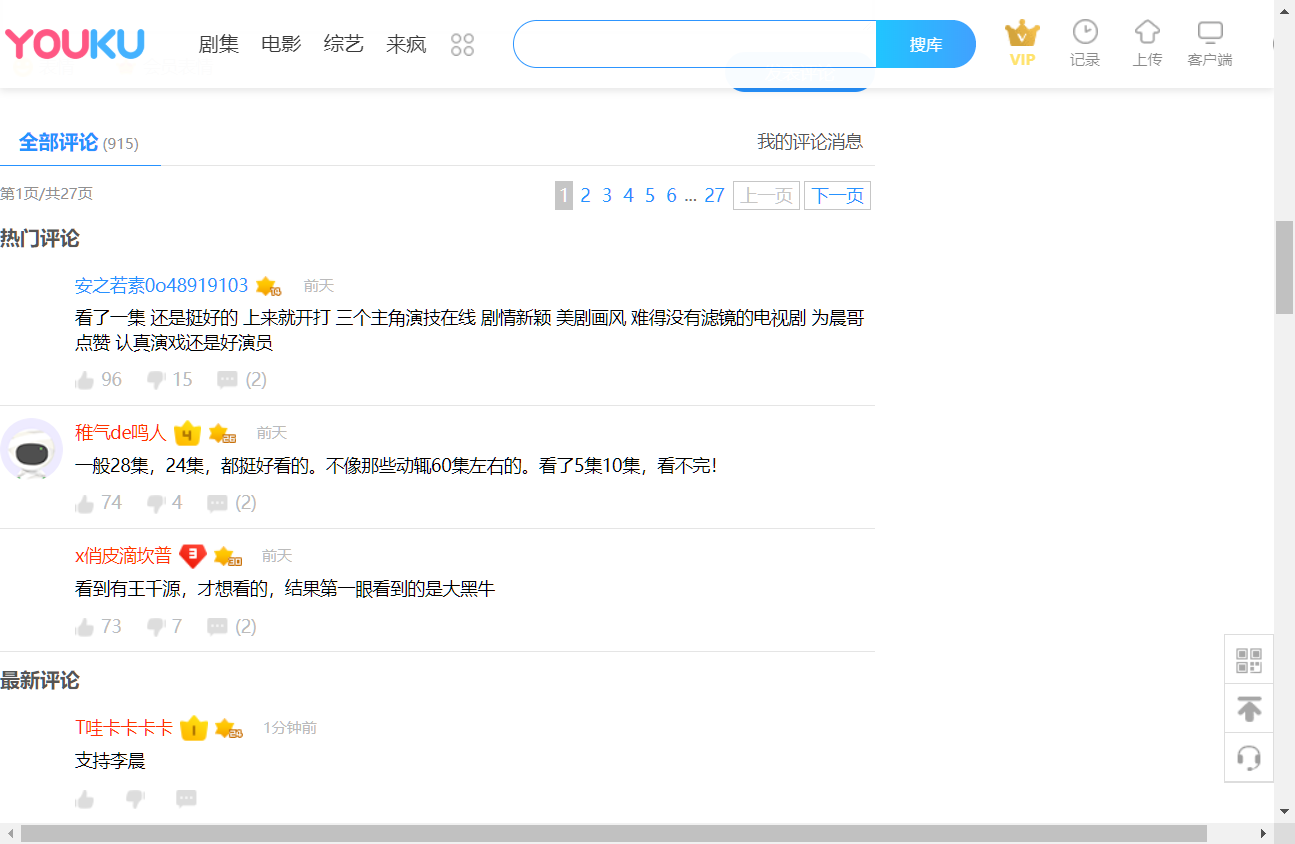 YOUKU 剧集 电影 综艺 来疯 搜库 VIP 记录 上传 客户端
全部评论 (915) 我的评论消息
第1页/共27页 1 2 3 4 5 6 ... 27 上一页 下一页
热门评论
安之若素0o48919103 前天
看了一集 还是挺好的 上来就开打 三个主角演技在线 剧情新颖 美剧画风 难得没有滤镜的电视剧 为晨哥
点赞 认真演戏还是好演员
96 15 (2)
稚气de鸣人 4 26 前天
一般28集，24集，都挺好看的。不像那些动辄60集左右的。看了5集10集，看不完！
74 4 (2)
x俏皮滴坎普 3 30 前天
看到有王千源，才想看的，结果第一眼看到的是大黑牛
73 7 (2)
最新评论
T哇卡卡卡卡 1 1分钟前
支持李晨